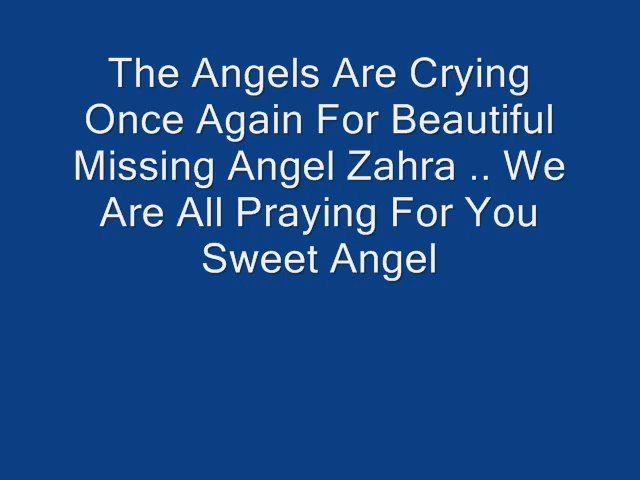 The Angels Are Crying
Once Again For Beautiful
Missing Angel Zahra .. We
Are All Praying For You
Sweet Angel